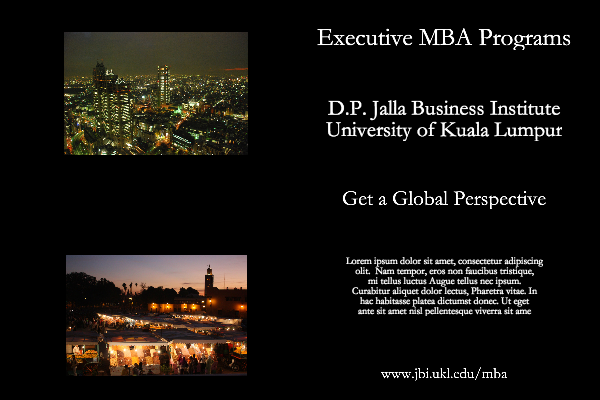 Executive MBA Programs
D.P. Jalla Business Institute
University of Kuala Lumpur
Get a Global Perspective
Lorem ipsum dolor sit amet, consectetur adipiscing
olit.  Nam tempor, eros non faucibus tristique,
mi tellus luctus Augue tellus nec ipsum.
Curabitur aliquet dolor lectus, Pharetra vitae. In
hac habitasse platea dictumst donec. Ut eget
ante sit amet nisl pellentesque viverra sit ame
www.jbi.ukl.edu/mba